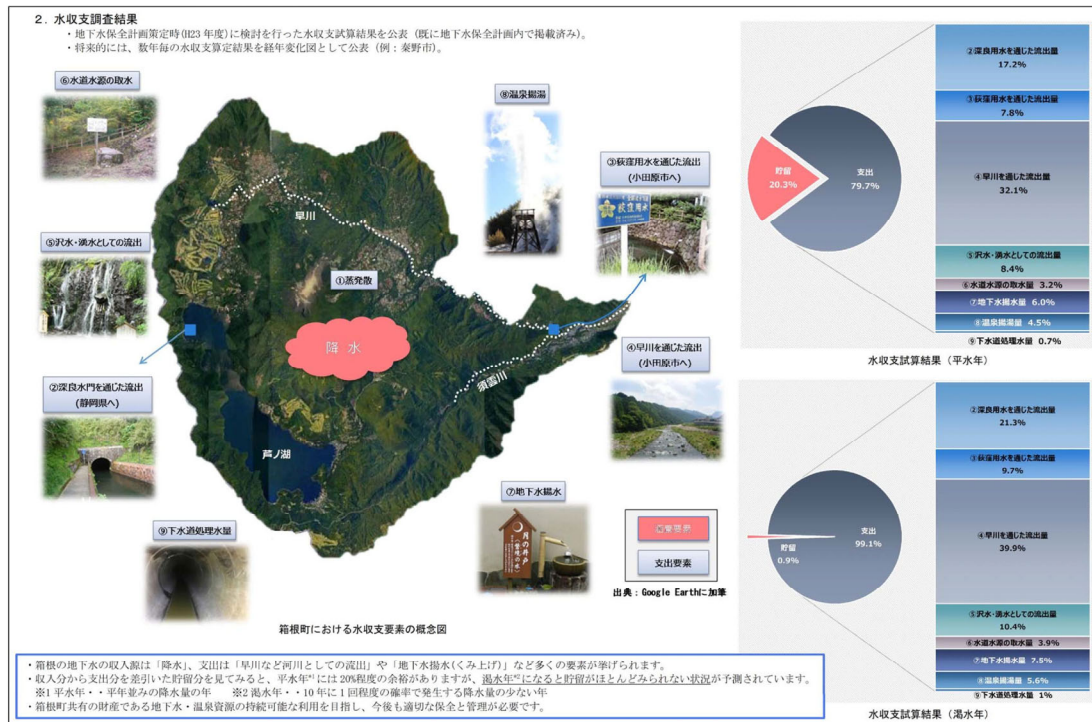 2. 水収支調査結果
・地下水保全計画策定時(H23年度)に検討を行った水収支試算結果を公表(既に地下水保全計画内で掲載済み)。
・将来的には、数年毎の水収支算定結果を経年変化図として公表(例:秦野市)。
⑥水道水源の取水
⑧温泉揚湯
③荻窪用水を通じた流出
(小田原市へ)
荻窪用水
早川
⑤沢水・湧水としての流出
①蒸発散
降 水
④早川を通じた流出
(小田原市へ)
須雲川
②深良水門を通じた流出
(静岡県へ)
芦ノ湖
⑦地下水揚水
月の井戸
⑨下水道処理水量
支出要素
出典:Google Earthに加筆
箱根町における水収支要素の概念図
②深良用水を通じた流出量
17.2%
③荻窪用水を通じた流出量
7.8%
④早川を通じた流出量
32.1%
貯留
20.3%
支出
79.7%
⑤沢水・湧水としての流出量
8.4%
⑥水道水源の取水量 3.2%
⑦地下水揚水量 6.0%
⑧温泉揚湯量 4.5%
⑨下水道処理水量 0.7%
水収支試算結果(平水年)
②深良用水を通じた流出量
21.3%
③荻窪用水を通じた流出量
9.7%
④早川を通じた流出量
39.9%
貯留
0.9%
支出
99.1%
⑤沢水・湧水としての流出量
10.4%
⑥水道水源の取水量 3.9%
⑦地下水揚水量 7.5%
⑧温泉揚湯量 5.6%
⑨下水道処理水量 1%
水収支試算結果(渇水年)
・箱根の地下水の収入源は「降水」、支出は「早川など河川としての流出」や「地下水揚水(くみ上げ)」など多くの要素が挙げられます。
・収入分から支出分を差引いた貯留分を見てみると、平水年※1には20%程度の余裕がありますが、渇水年※2になると貯留がほとんどみられない状況が予測されています。
※1 平水年・・平年並みの降水量の年 ※2 渇水年・・10年に1回程度の確率で発生する降水量の少ない年
・箱根町共有の財産である地下水・温泉資源の持続可能な利用を目指し、今後も適切な保全と管理が必要です。